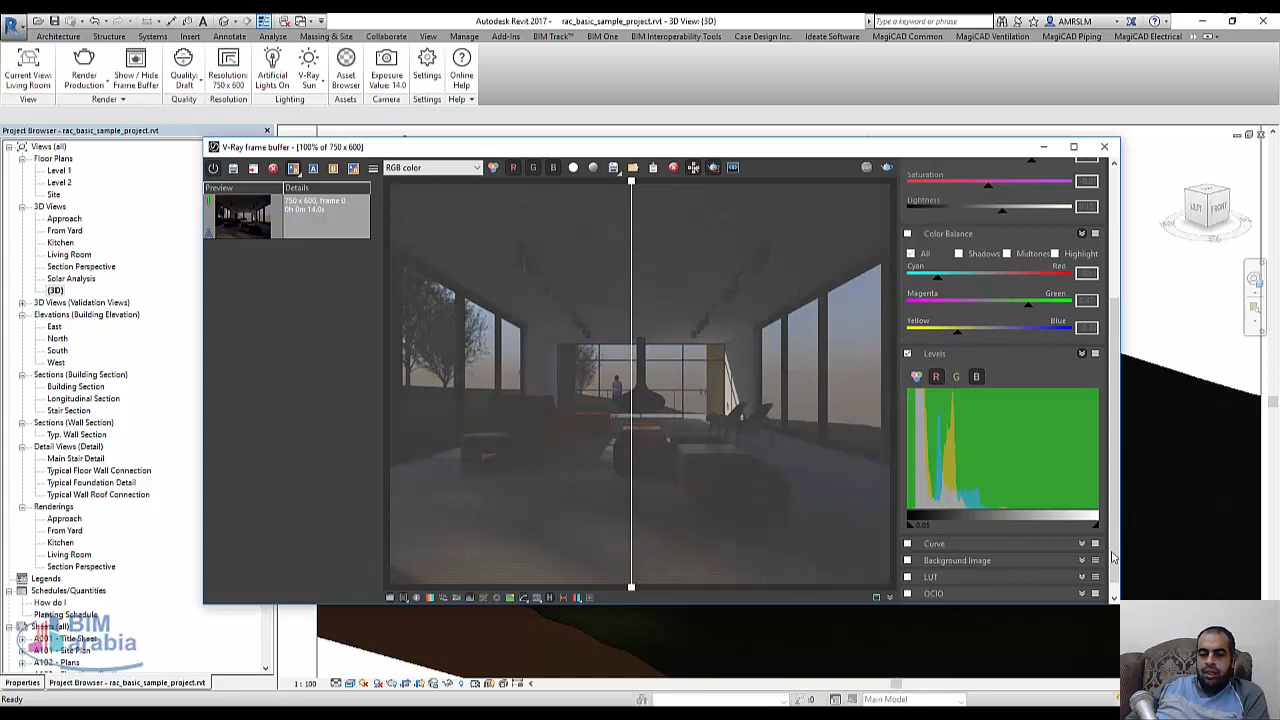 Autodesk Revit 2017 - rac_basic_sample_project.rvt - 3D View: {3D}
Type a keyword or phrase
AMRSLM
Architecture Structure Systems Insert Annotate Analyze Massing & Site Collaborate View Manage Add-Ins BIM Track™ BIM One BIM Interoperability Tools Case Design Inc. Ideate Software MagiCAD Common MagiCAD Ventilation MagiCAD Piping MagiCAD Electrical
Current View: Render Show / Hide Quality: Resolution: Artificial V-Ray Asset Exposure Settings Online
Living Room Production Frame Buffer Draft 750 x 600 Lights On Sun Browser Value: 14.0 Help
View Render Quality Resolution Lighting Assets Camera Settings Help
Project Browser - rac_basic_sample_project.rvt
Views (all)
Floor Plans
Level 1
Level 2
Site
3D Views
Approach
From Yard
Kitchen
Living Room
Section Perspective
Solar Analysis
{3D}
3D Views (Validation Views)
Elevations (Building Elevation)
East
North
South
West
Sections (Building Section)
Building Section
Longitudinal Section
Stair Section
Sections (Wall Section)
Typ. Wall Section
Detail Views (Detail)
Main Stair Detail
Typical Floor Wall Connection
Typical Foundation Detail
Typical Wall Roof Connection
Renderings
Approach
From Yard
Kitchen
Living Room
Section Perspective
Legends
Schedules/Quantities
How do I
Planting Schedule
Sheets (all)
A001 - Title Sheet
A101 - Site Plan
A102 - Plans
BIM
arabia
Properties Project Browser - rac_basic_sample_project.rvt
Ready
V-Ray frame buffer - [100% of 750 x 600]
RGB color
R G B
Preview Details
750 x 600, frame 0
0h 0m 14.0s
Saturation
Lightness
Color Balance
All Shadows Midtones Highlight
Cyan Red
Magenta Green
Yellow Blue
Levels
R G B
0.05
Curve
Background Image
LUT
OCIO
LEFT FRONT
1 : 100
:0
Main Model